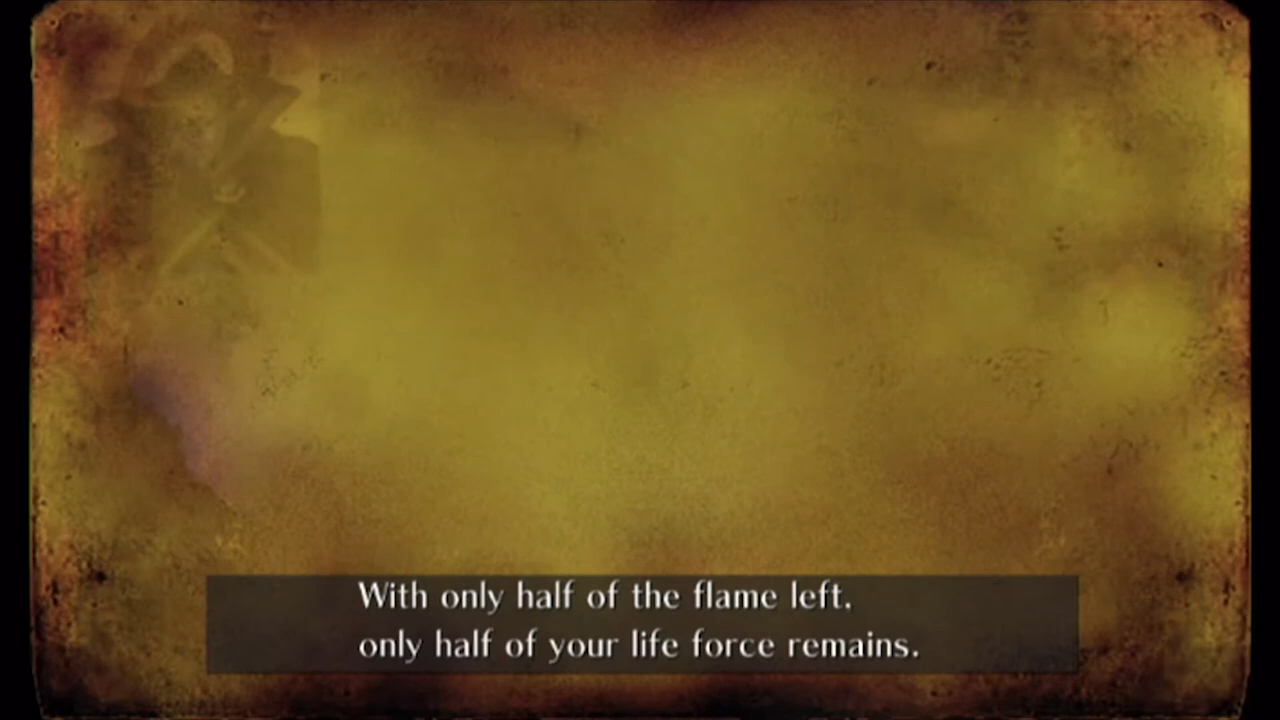 With only half of the flame left,
only half of your life force remains.